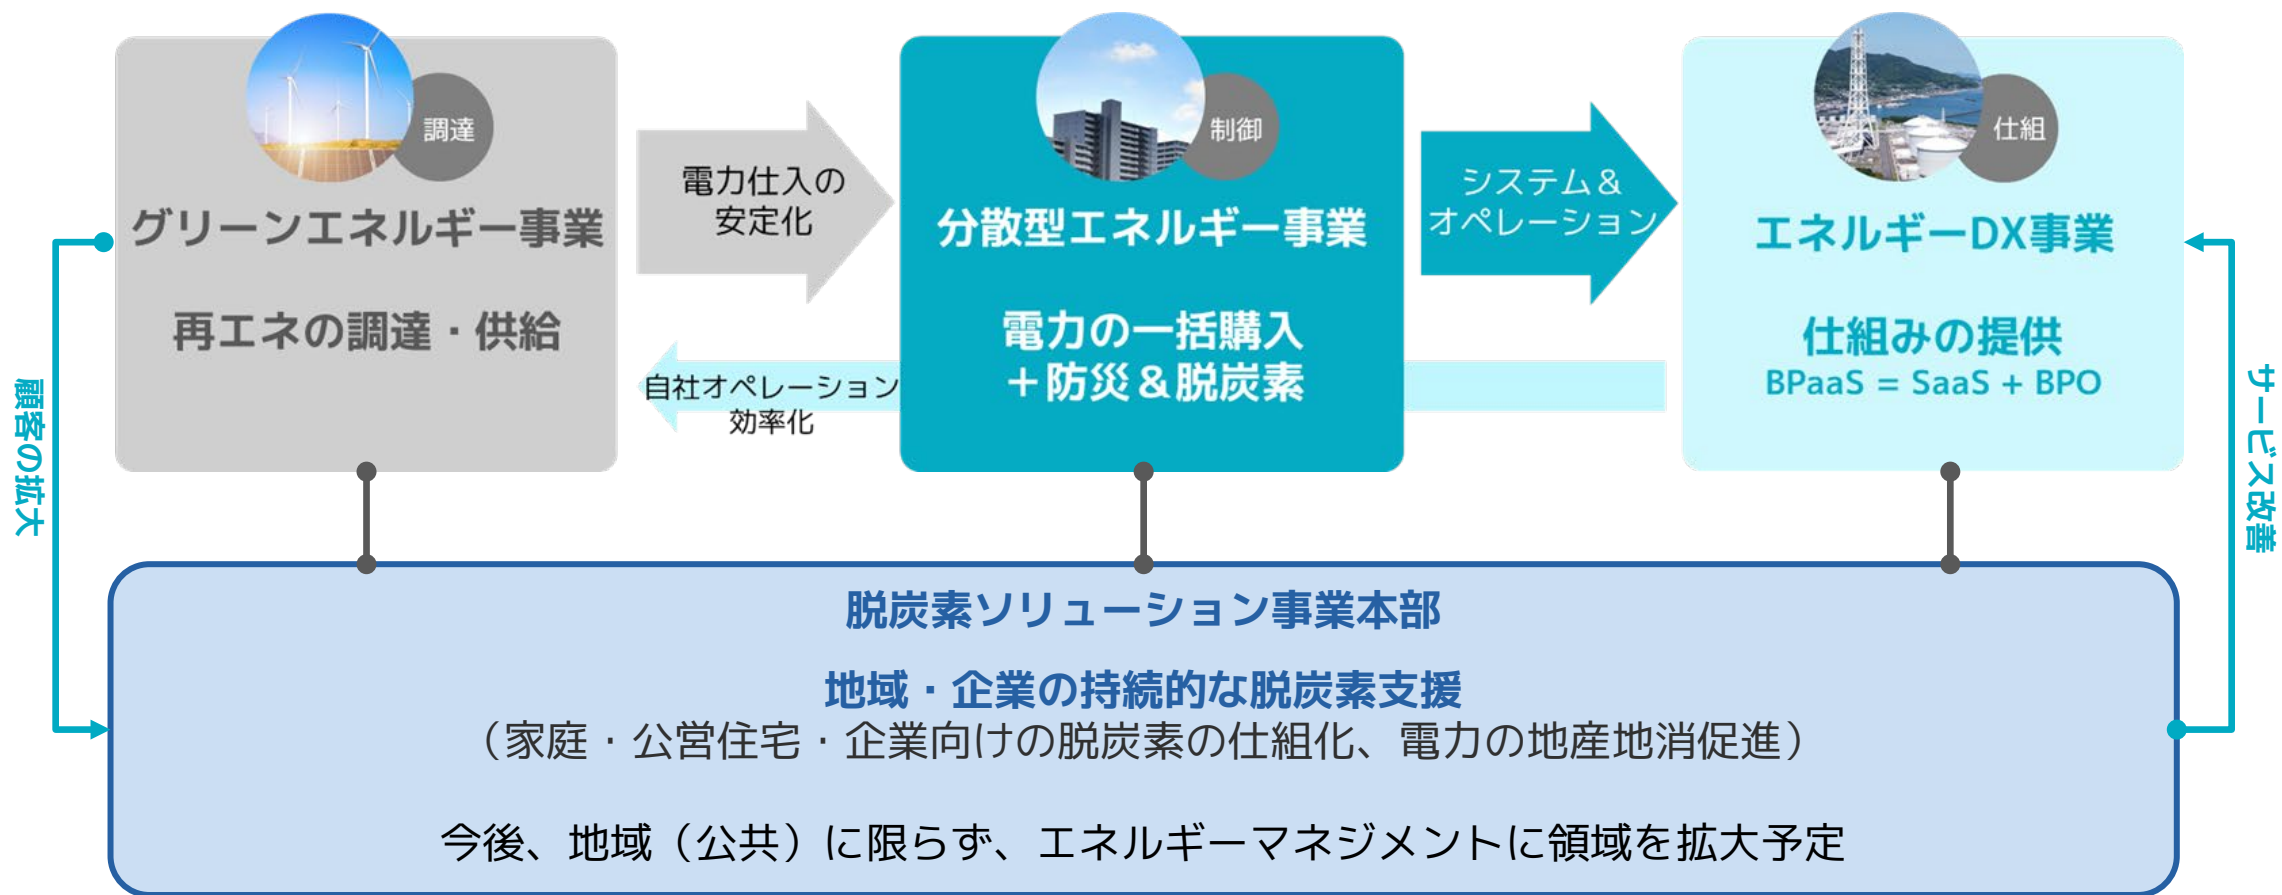 調達
グリーンエネルギー事業
再エネの調達・供給
電力仕入の
安定化
自社オペレーション
効率化
制御
分散型エネルギー事業
電力の一括購入
＋防災＆脱炭素
システム＆
オペレーション
仕組
エネルギーDX事業
仕組みの提供
BPaaS = SaaS + BPO
顧客の拡大
サービス改善
脱炭素ソリューション事業本部
地域・企業の持続的な脱炭素支援
（家庭・公営住宅・企業向けの脱炭素の仕組化、電力の地産地消促進）
今後、地域（公共）に限らず、エネルギーマネジメントに領域を拡大予定